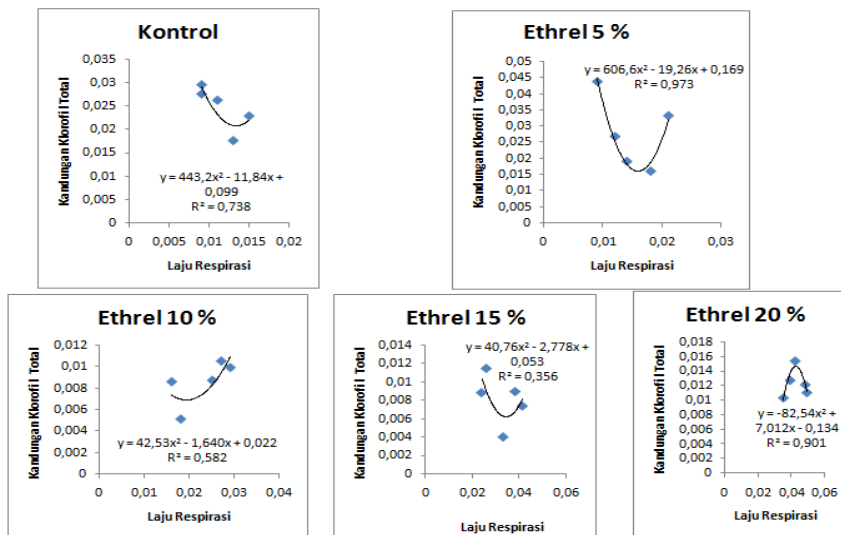 Kontrol
Kandungan Klorofil Total
0,035
0,03
0,025
0,02
0,015
0,01
0,005
0
y = 443,2x² - 11,84x +
0,099
R² = 0,738
0 0,005 0,01 0,015 0,02
Laju Respirasi
Ethrel 5 %
Kandungan Klorofil Total
0,05
0,045
0,04
0,035
0,03
0,025
0,02
0,015
0,01
0,005
0
y = 606,6x² - 19,26x + 0,169
R² = 0,973
0 0,01 0,02 0,03
Laju Respirasi
Ethrel 10 %
Kandungan Klorofil Total
0,012
0,01
0,008
0,006
0,004
0,002
0
y = 42,53x² - 1,640x + 0,022
R² = 0,582
0 0,01 0,02 0,03 0,04
Laju Respirasi
Ethrel 15 %
Kandungan Klorofil Total
0,014
0,012
0,01
0,008
0,006
0,004
0,002
0
y = 40,76x² - 2,778x +
0,053
R² = 0,356
0 0,02 0,04 0,06
Laju Respirasi
Ethrel 20 %
Kandungan Klorofil Total
0,018
0,016
0,014
0,012
0,01
0,008
0,006
0,004
0,002
0
y = -82,54x² +
7,012x - 0,134
R² = 0,901
0 0,02 0,04 0,06
Laju Respirasi